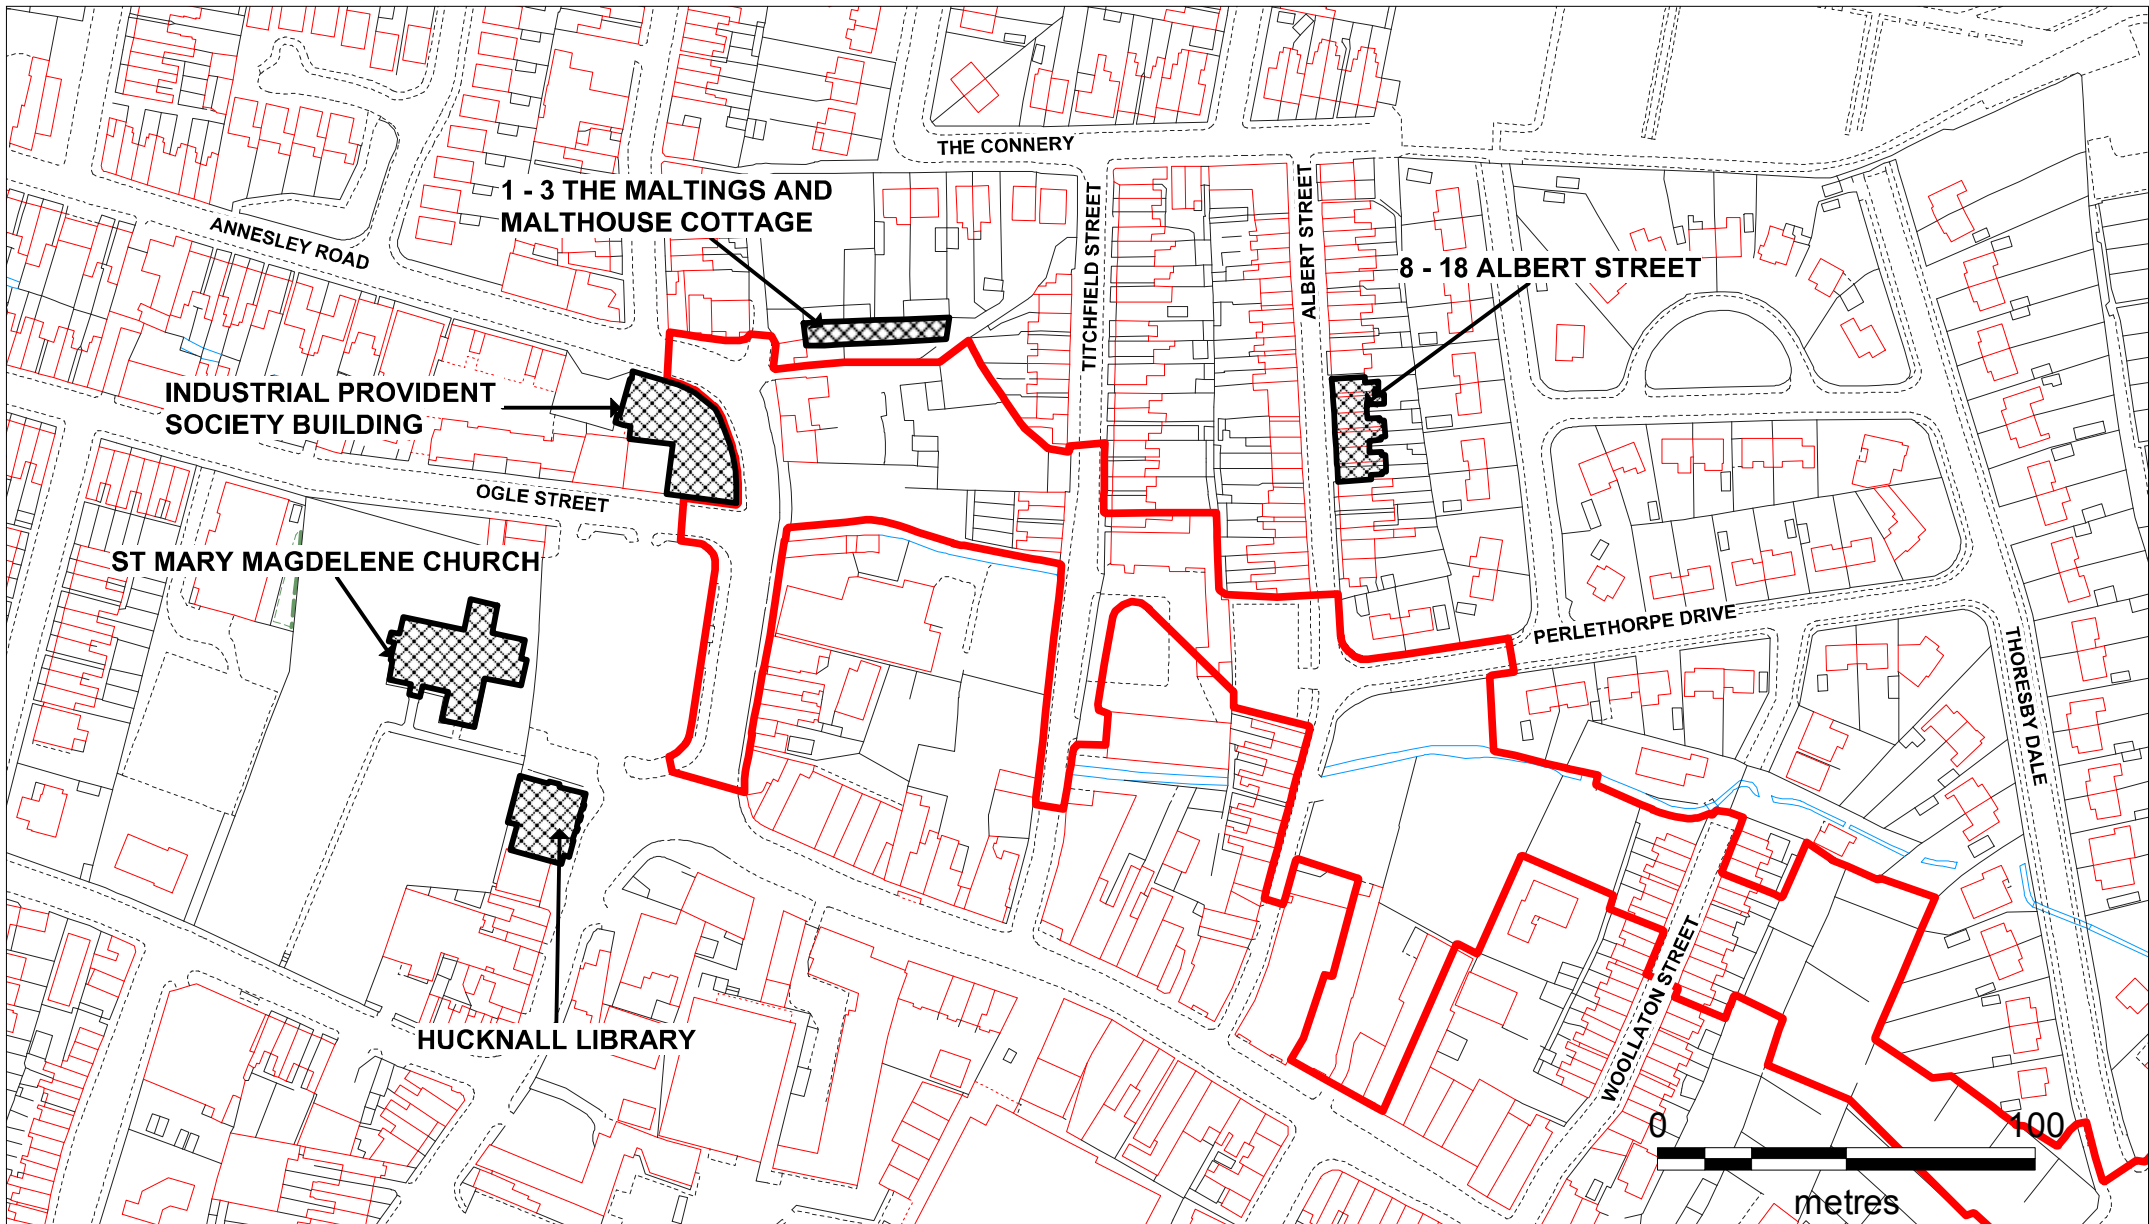 THE CONNERY
1 - 3 THE MALTINGS AND
MALTHOUSE COTTAGE
ANNESLEY ROAD
TITCHFIELD STREET
ALBERT STREET
8 - 18 ALBERT STREET
INDUSTRIAL PROVIDENT
SOCIETY BUILDING
OGLE STREET
ST MARY MAGDELENE CHURCH
PERLETHORPE DRIVE
THORESBY DALE
WOOLLATON STREET
HUCKNALL LIBRARY
0
100
metres